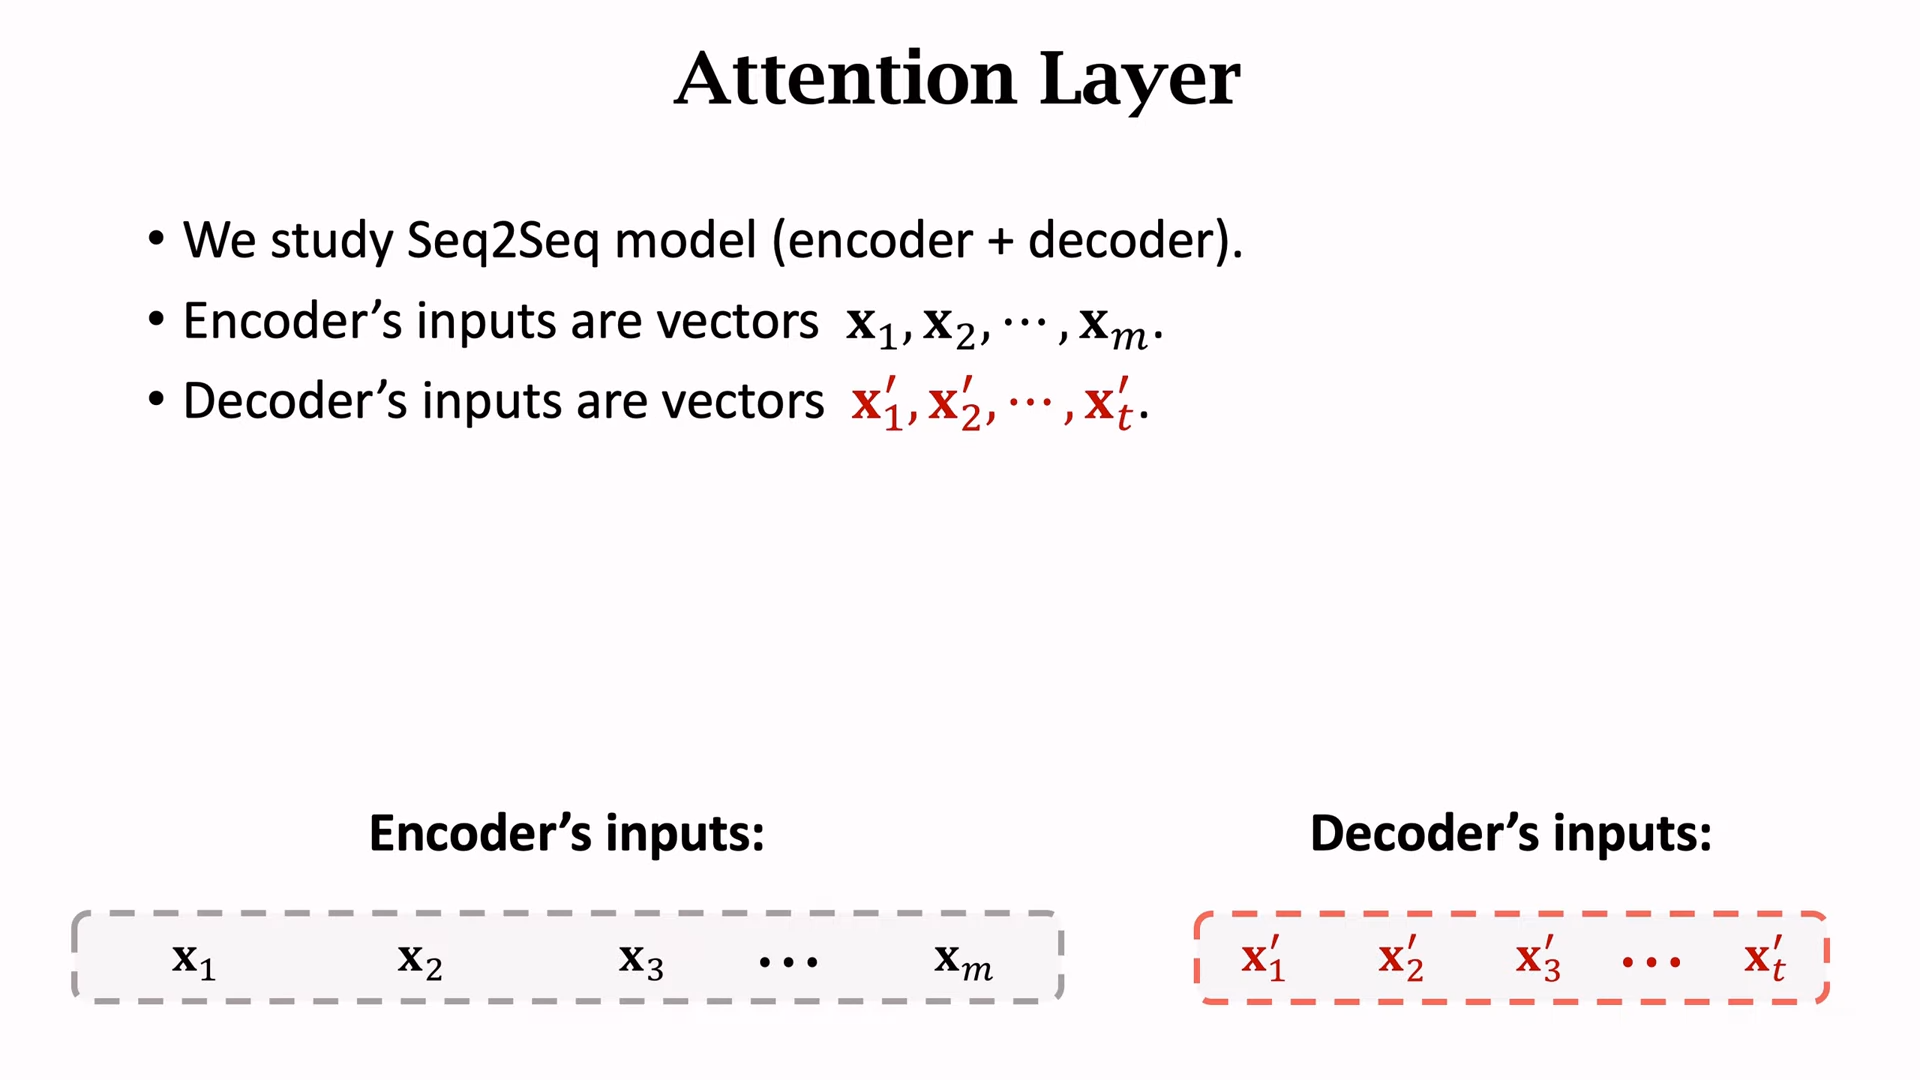 Attention Layer
• We study Seq2Seq model (encoder + decoder).
• Encoder’s inputs are vectors x₁, x₂, ⋯ , xₘ.
• Decoder’s inputs are vectors x′₁, x′₂, ⋯ , x′ₜ.
Encoder’s inputs: Decoder’s inputs:
x₁ x₂ x₃ ⋯ xₘ x′₁ x′₂ x′₃ ⋯ x′ₜ